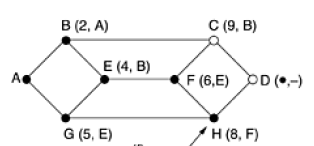 B (2, A) C (9, B)
A E (4, B) F (6,E) D (•,–)
G (5, E) H (8, F)